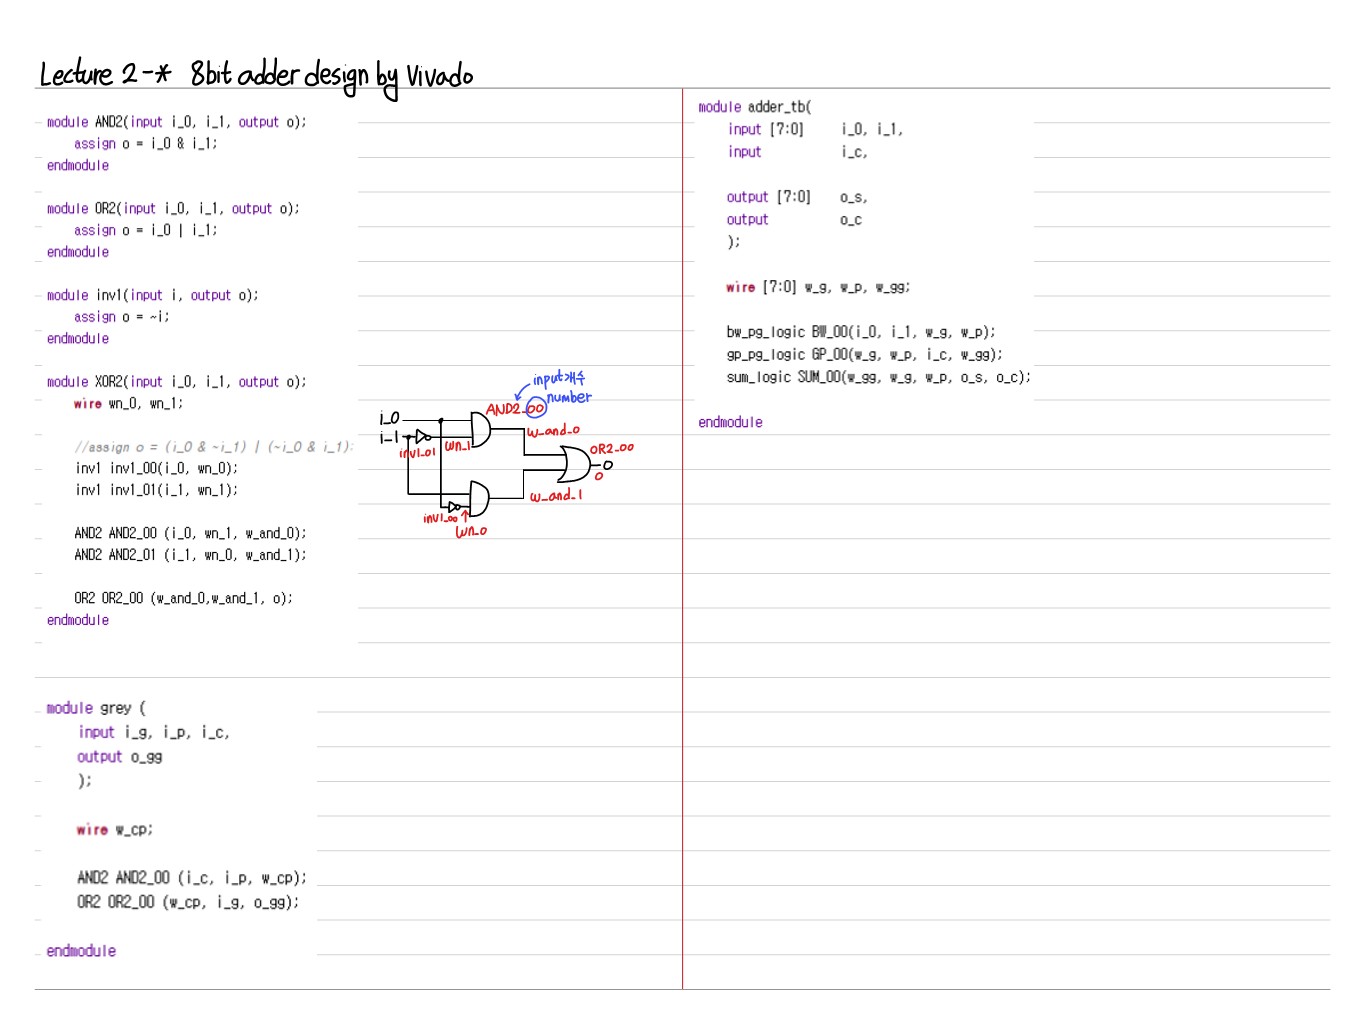 Lecture 2-* 8bit adder design by Vivado
module AND2(input i_0, i_1, output o);
assign o = i_0 & i_1;
endmodule
module OR2(input i_0, i_1, output o);
assign o = i_0 | i_1;
endmodule
module inv1(input i, output o);
assign o = ~i;
endmodule
module XOR2(input i_0, i_1, output o);
wire wn_0, wn_1;
//assign o = (i_0 & ~i_1) | (~i_0 & i_1);
inv1 inv1_00(i_0, wn_0);
inv1 inv1_01(i_1, wn_1);
AND2 AND2_00 (i_0, wn_1, w_and_0);
AND2 AND2_01 (i_1, wn_0, w_and_1);
OR2 OR2_00 (w_and_0,w_and_1, o);
endmodule
input개수
number
AND2_00
i_0
i_1
inv1_01
wn_1
w_and_0
OR2_00
o
w_and_1
inv1_00
wn_0
module grey (
input i_g, i_p, i_c,
output o_gg
);
wire w_cp;
AND2 AND2_00 (i_c, i_p, w_cp);
OR2 OR2_00 (w_cp, i_g, o_gg);
endmodule
module adder_tb(
input [7:0] i_0, i_1,
input i_c,
output [7:0] o_s,
output o_c
);
wire [7:0] w_g, w_p, w_gg;
bw_pg_logic BW_00(i_0, i_1, w_g, w_p);
gp_pg_logic GP_00(w_g, w_p, i_c, w_gg);
sum_logic SUM_00(w_gg, w_g, w_p, o_s, o_c);
endmodule